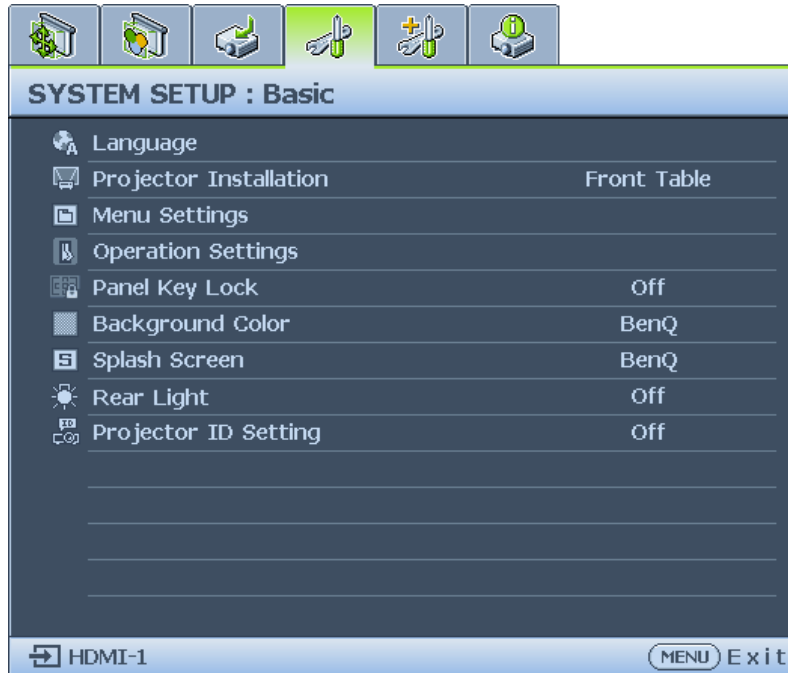 SYSTEM SETUP : Basic
Language
Projector Installation Front Table
Menu Settings
Operation Settings
Panel Key Lock Off
Background Color BenQ
Splash Screen BenQ
Rear Light Off
Projector ID Setting Off
HDMI-1 MENU Exit